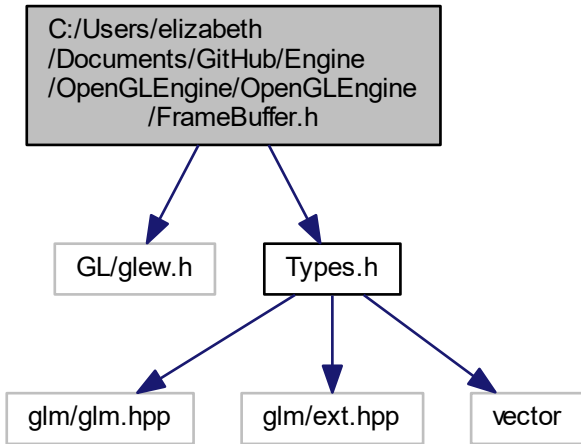 C:/Users/elizabeth
/Documents/GitHub/Engine
/OpenGLEngine/OpenGLEngine
/FrameBuffer.h
GL/glew.h
Types.h
glm/glm.hpp
glm/ext.hpp
vector